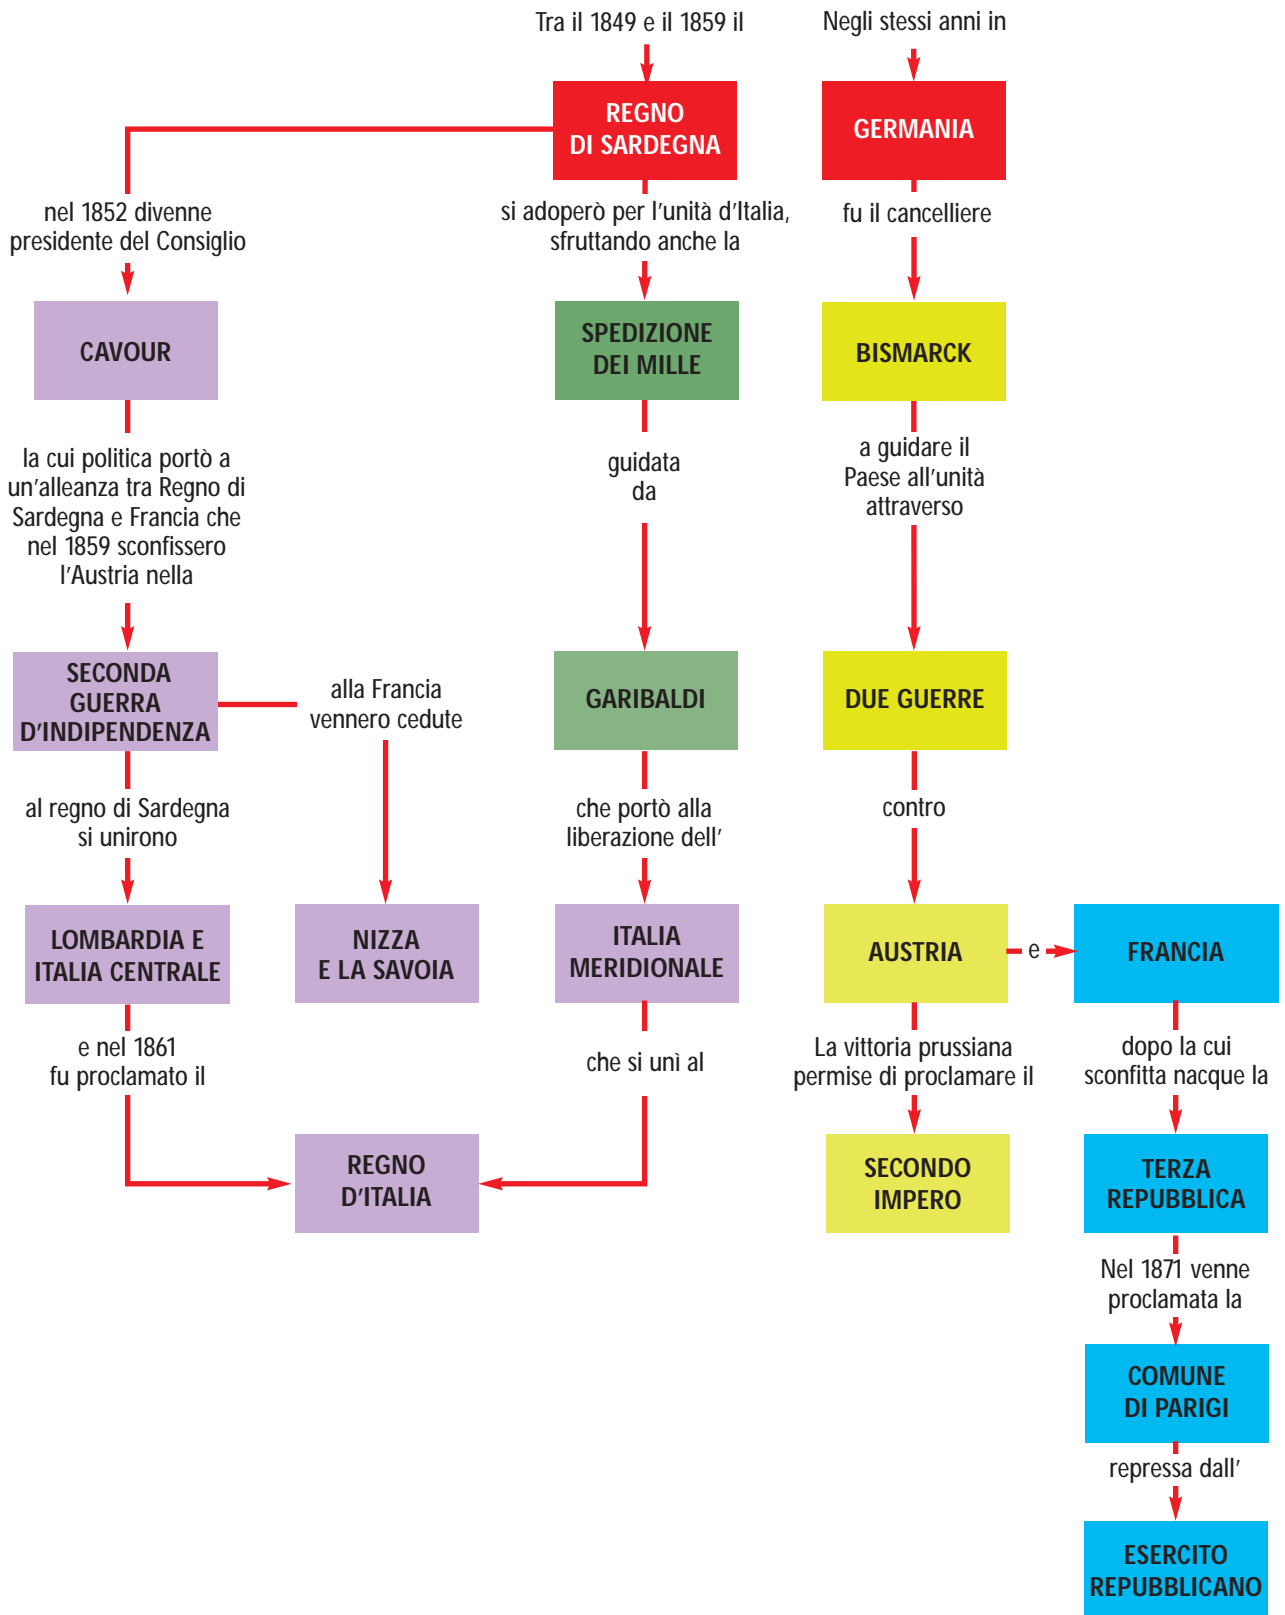 Tra il 1849 e il 1859 il
REGNO
DI SARDEGNA
nel 1852 divenne
presidente del Consiglio
CAVOUR
la cui politica portò a
un'alleanza tra Regno di
Sardegna e Francia che
nel 1859 sconfissero
l'Austria nella
SECONDA
GUERRA
D'INDIPENDENZA
al regno di Sardegna
si unirono
LOMBARDIA E
ITALIA CENTRALE
e nel 1861
fu proclamato il
alla Francia
vennero cedute
NIZZA
E LA SAVOIA
REGNO
D'ITALIA
si adoperò per l'unità d'Italia,
sfruttando anche la
SPEDIZIONE
DEI MILLE
guidata
da
GARIBALDI
che portò alla
liberazione dell'
ITALIA
MERIDIONALE
che si unì al
Negli stessi anni in
GERMANIA
fu il cancelliere
BISMARCK
a guidare il
Paese all'unità
attraverso
DUE GUERRE
contro
AUSTRIA
e
FRANCIA
La vittoria prussiana
permise di proclamare il
SECONDO
IMPERO
dopo la cui
sconfitta nacque la
TERZA
REPUBBLICA
Nel 1871 venne
proclamata la
COMUNE
DI PARIGI
repressa dall'
ESERCITO
REPUBBLICANO